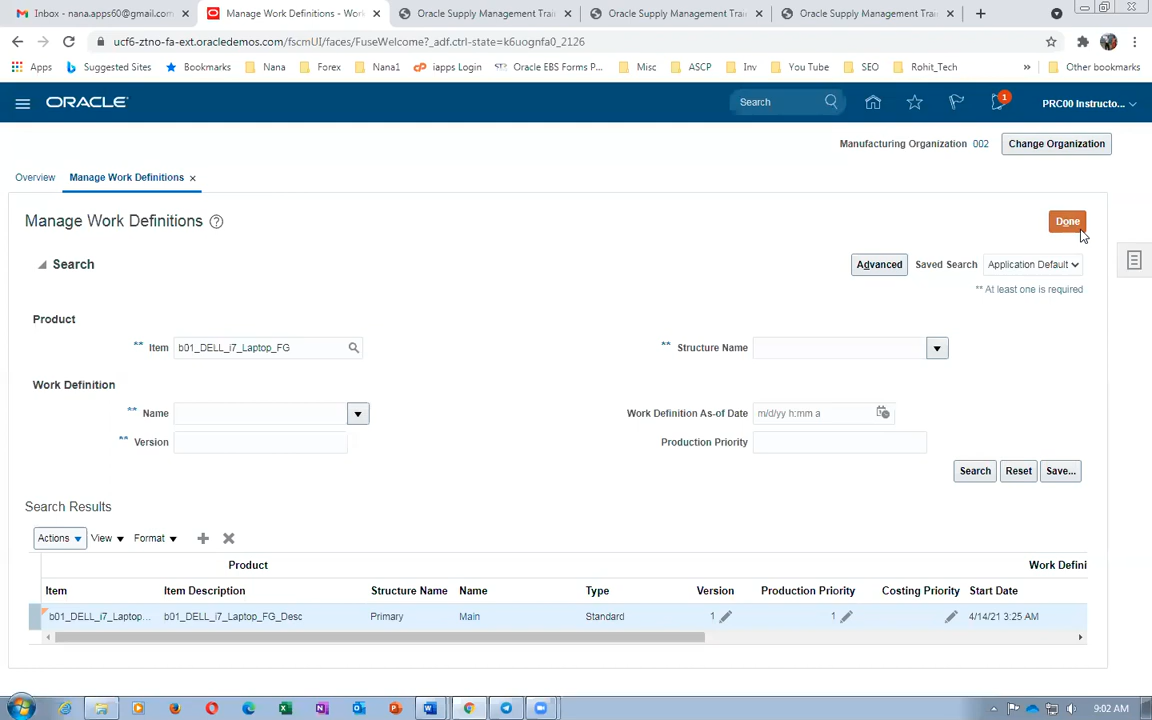 Inbox - nana.apps60@gmail.com
Manage Work Definitions - Wor
Oracle Supply Management Trai
Oracle Supply Management Trai
Oracle Supply Management Trai
ucf6-ztno-fa-ext.oracledemos.com/fscmUI/faces/FuseWelcome?_adf.ctrl-state=k6uognfa0_2126
Apps
Suggested Sites
Bookmarks
Nana
Forex
Nana1
iapps Login
Oracle EBS Forms P...
Misc
ASCP
Inv
You Tube
SEO
Rohit_Tech
»
Other bookmarks
ORACLE
Search
1
PRC00 Instructo...
Manufacturing Organization 002
Change Organization
Overview
Manage Work Definitions
Manage Work Definitions
Done
Search
Advanced
Saved Search
Application Default
** At least one is required
Product
** Item
b01_DELL_i7_Laptop_FG
** Structure Name
Work Definition
** Name
Work Definition As-of Date
m/d/yy h:mm a
** Version
Production Priority
Search
Reset
Save...
Search Results
Actions
View
Format
Product
Work Defini
Item
Item Description
Structure Name
Name
Type
Version
Production Priority
Costing Priority
Start Date
b01_DELL_i7_Laptop...
b01_DELL_i7_Laptop_FG_Desc
Primary
Main
Standard
1
1
4/14/21 3:25 AM
9:02 AM